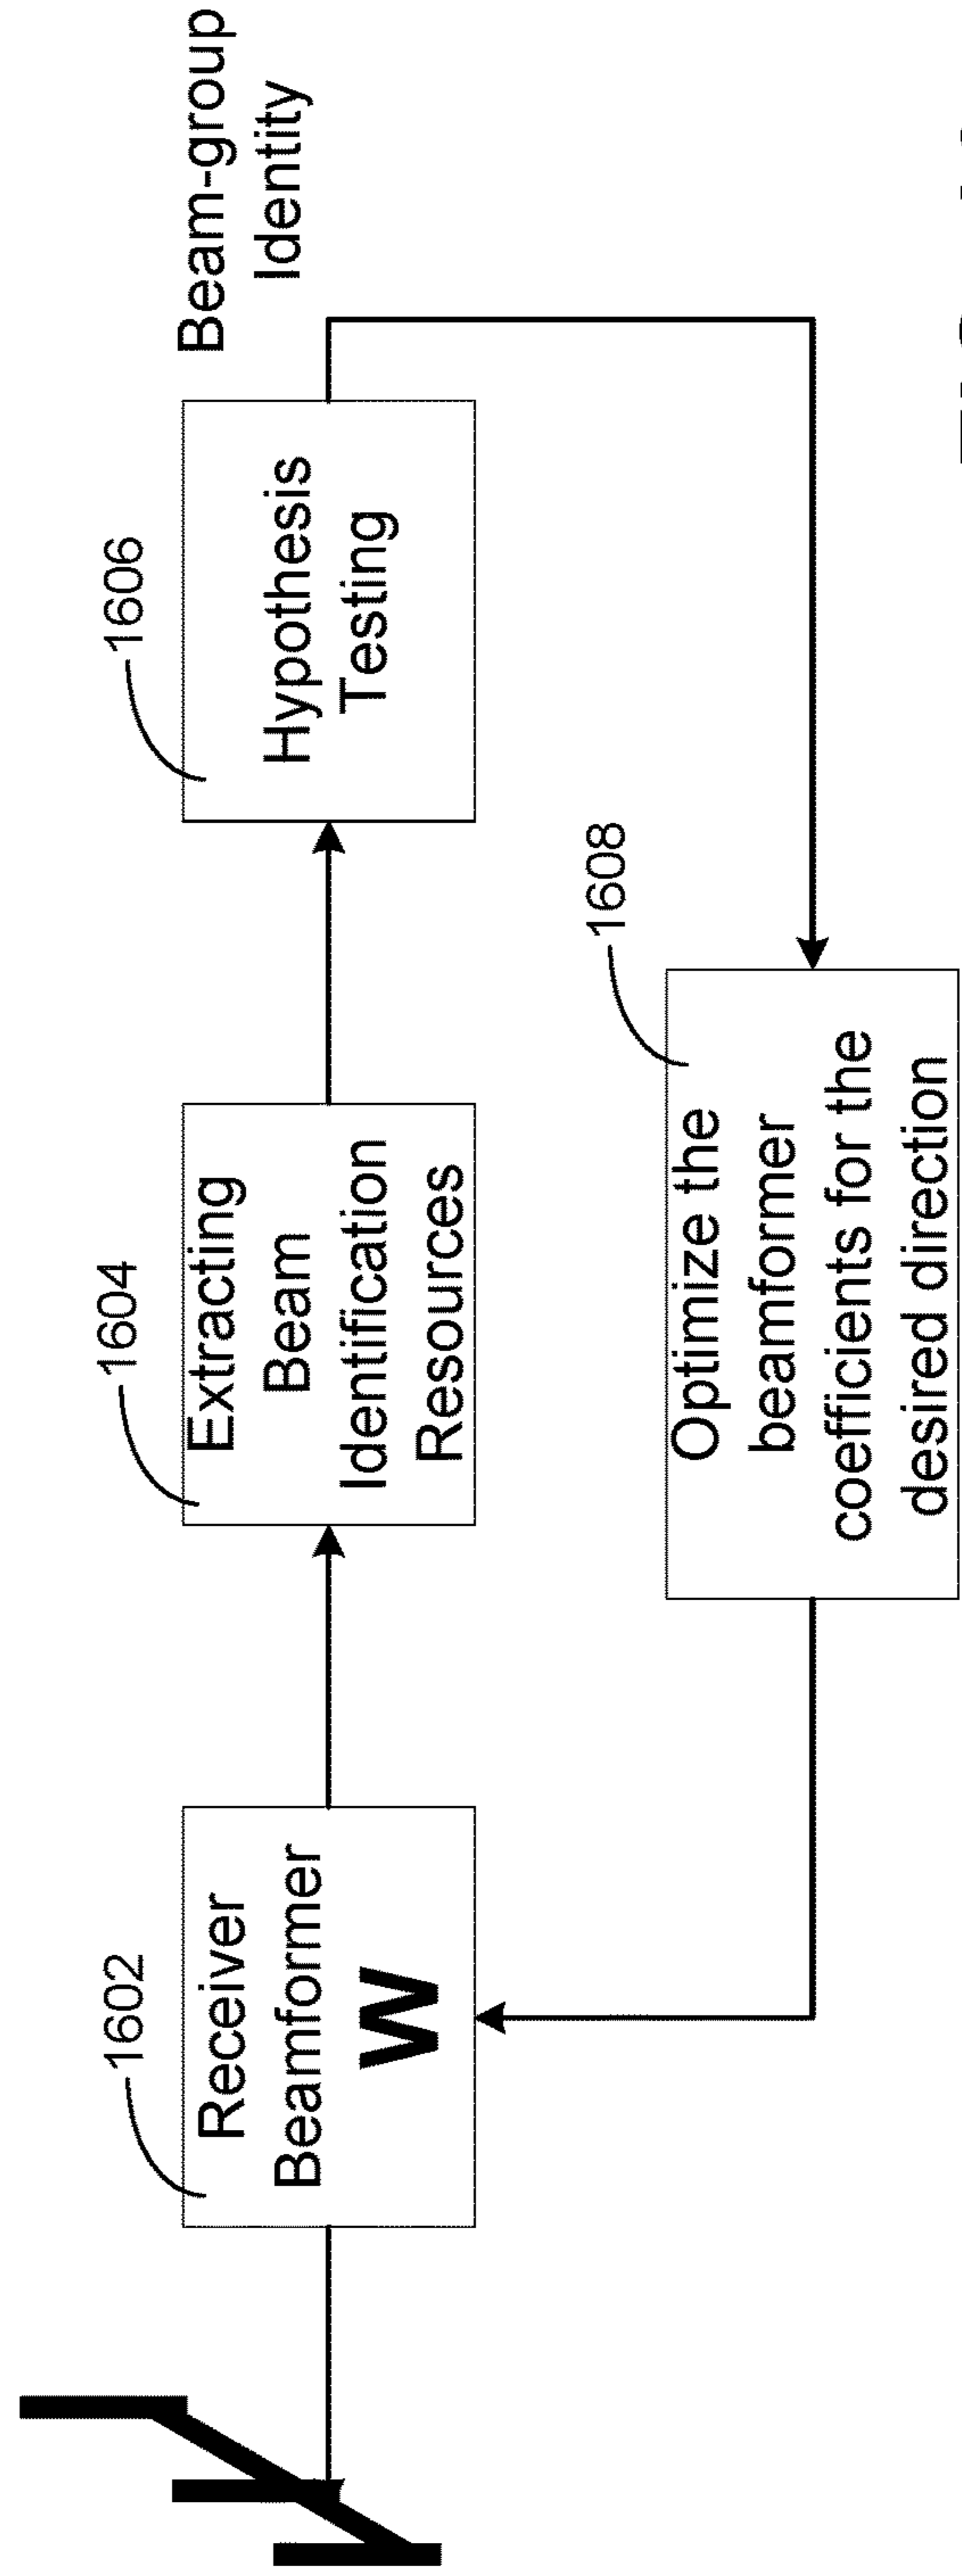 1602
Receiver
Beamformer
W
1604
Extracting
Beam
Identification
Resources
1606
Hypothesis
Testing
Beam-group
Identity
1608
Optimize the
beamformer
coefficients for the
desired direction